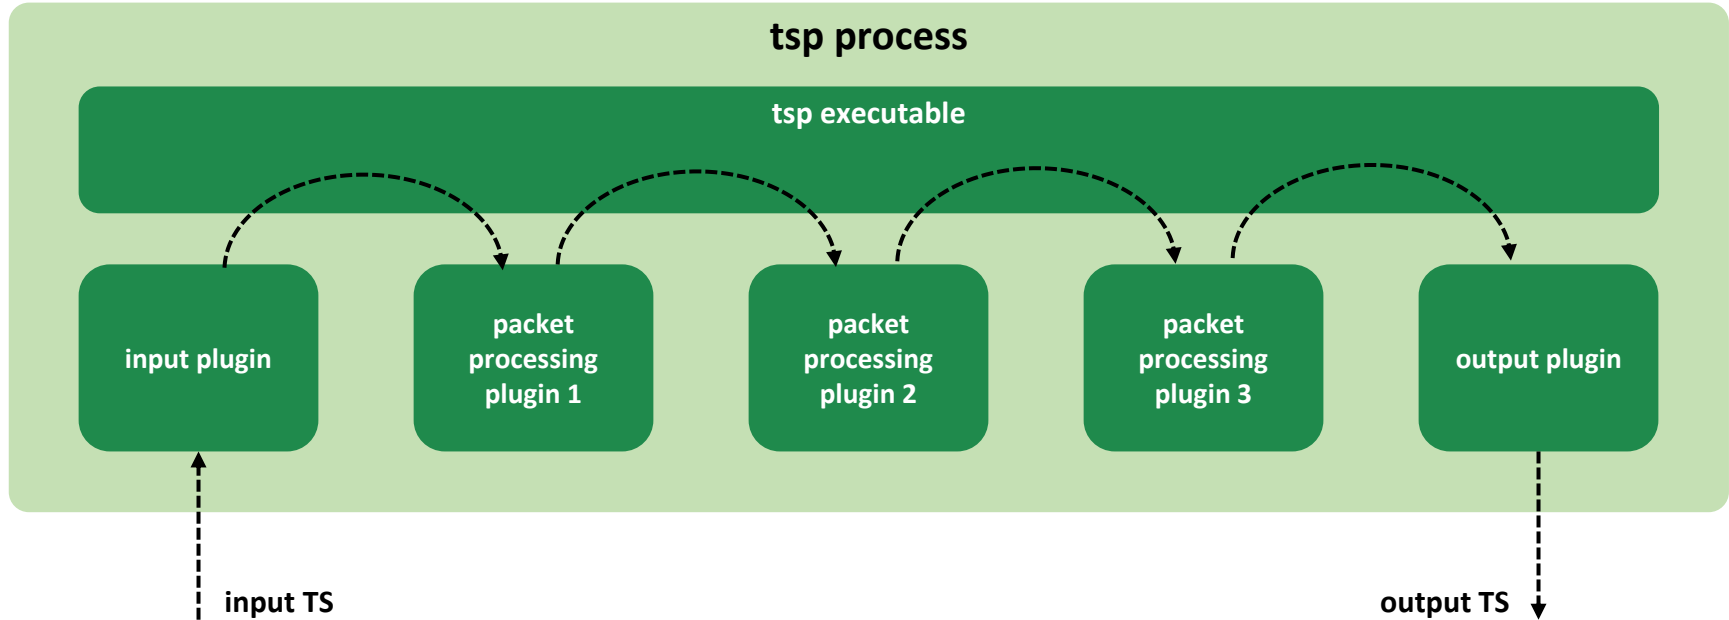 tsp process
tsp executable
input plugin
packet
processing
plugin 1
packet
processing
plugin 2
packet
processing
plugin 3
output plugin
input TS
output TS